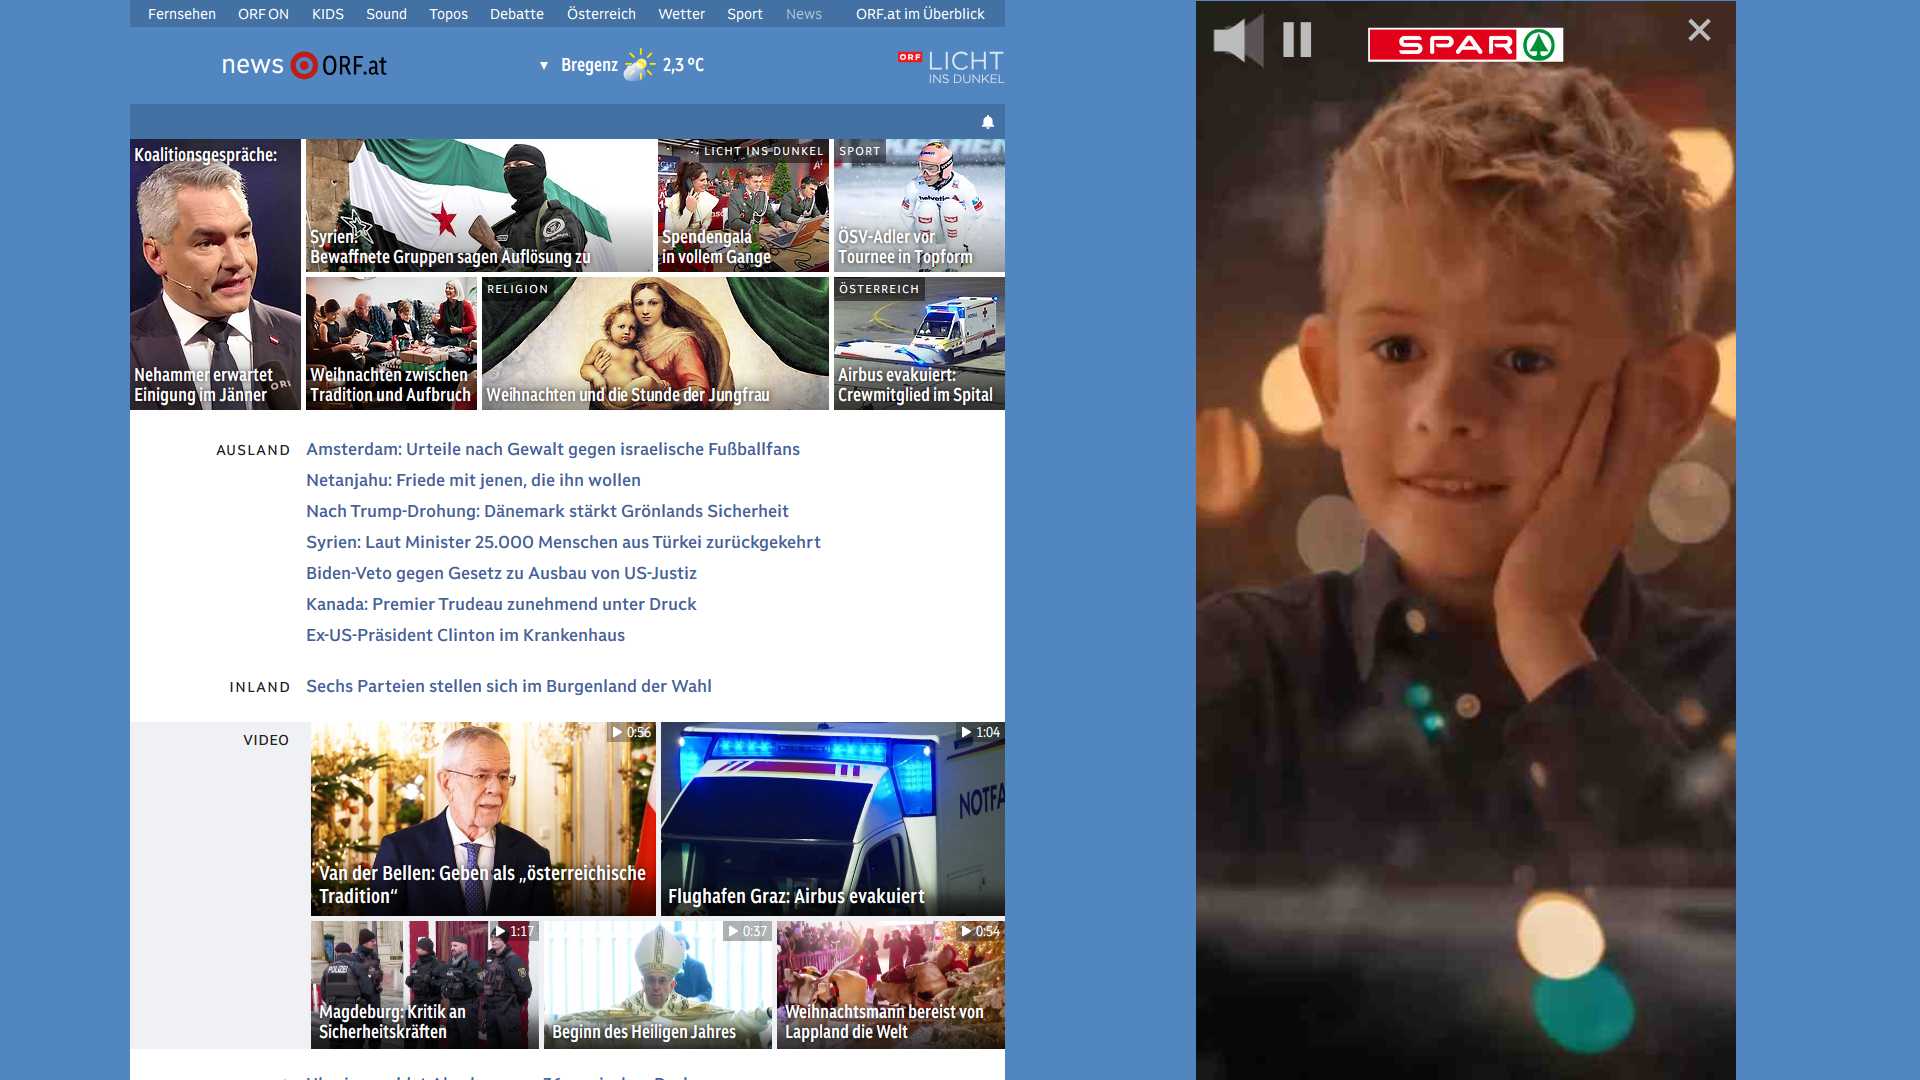 Fernsehen ORF ON KIDS Sound Topos Debatte Österreich Wetter Sport News ORF.at im Überblick
news ORF.at
Bregenz 2,3 °C
ORF LICHT
INS DUNKEL
SPAR
Koalitionsgespräche:
Nehammer erwartet
Einigung im Jänner
Syrien:
Bewaffnete Gruppen sagen Auflösung zu
LICHT INS DUNKEL
Spendengala
in vollem Gange
SPORT
ÖSV-Adler vor
Tournee in Topform
Weihnachten zwischen
Tradition und Aufbruch
RELIGION
Weihnachten und die Stunde der Jungfrau
ÖSTERREICH
Airbus evakuiert:
Crewmitglied im Spital
AUSLAND
Amsterdam: Urteile nach Gewalt gegen israelische Fußballfans
Netanjahu: Friede mit jenen, die ihn wollen
Nach Trump-Drohung: Dänemark stärkt Grönlands Sicherheit
Syrien: Laut Minister 25.000 Menschen aus Türkei zurückgekehrt
Biden-Veto gegen Gesetz zu Ausbau von US-Justiz
Kanada: Premier Trudeau zunehmend unter Druck
Ex-US-Präsident Clinton im Krankenhaus
INLAND
Sechs Parteien stellen sich im Burgenland der Wahl
VIDEO
0:56
Van der Bellen: Geben als „österreichische
Tradition“
1:04
NOTFA
Flughafen Graz: Airbus evakuiert
1:17
POLIZEI
Magdeburg: Kritik an
Sicherheitskräften
0:37
Beginn des Heiligen Jahres
0:54
Weihnachtsmann bereist von
Lappland die Welt